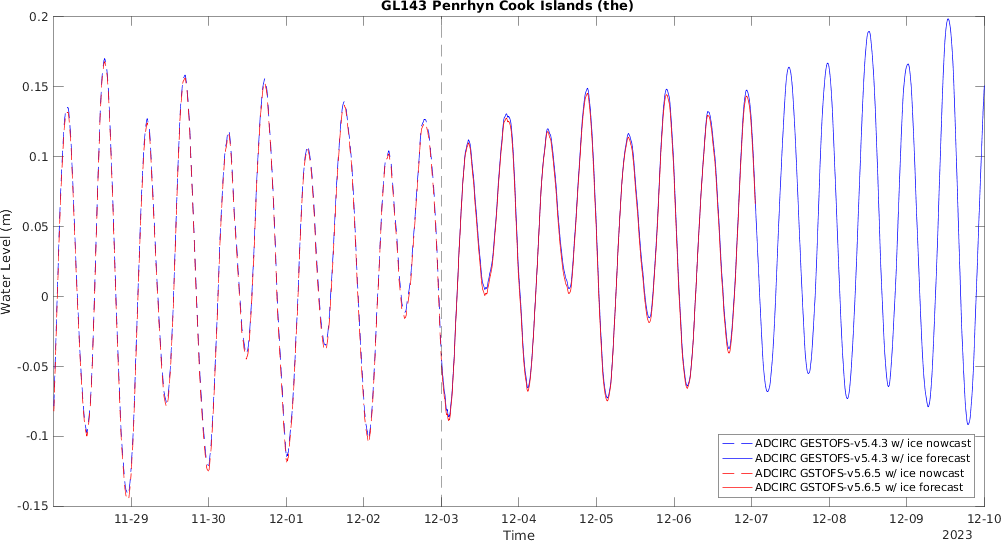 GL143 Penrhyn Cook Islands (the)
0.2
0.15
0.1
0.05
0
-0.05
-0.1
-0.15
Water Level (m)
11-29 11-30 12-01 12-02 12-03 12-04 12-05 12-06 12-07 12-08 12-09 12-10
Time
2023
ADCIRC GESTOFS-v5.4.3 w/ ice nowcast
ADCIRC GESTOFS-v5.4.3 w/ ice forecast
ADCIRC GSTOFS-v5.6.5 w/ ice nowcast
ADCIRC GSTOFS-v5.6.5 w/ ice forecast